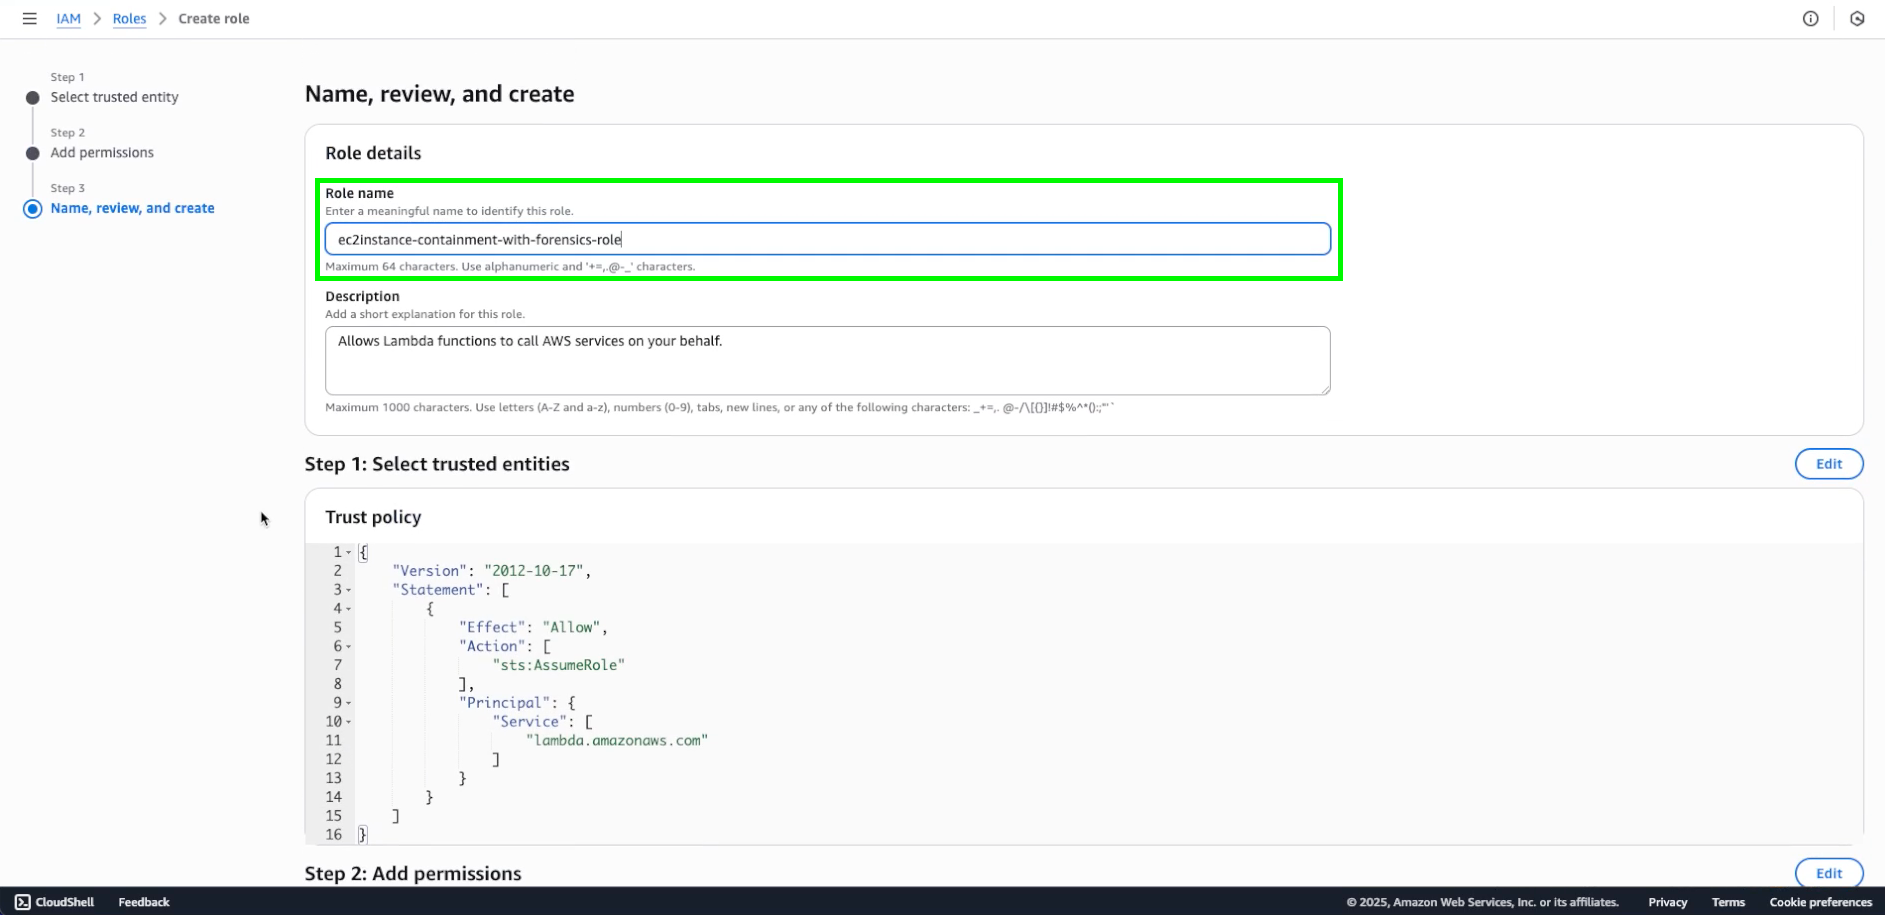 IAM > Roles > Create role
Step 1
Select trusted entity
Step 2
Add permissions
Step 3
Name, review, and create
Name, review, and create
Role details
Role name
Enter a meaningful name to identify this role.
ec2instance-containment-with-forensics-role
Maximum 64 characters. Use alphanumeric and '+=,.@-_' characters.
Description
Add a short explanation for this role.
Allows Lambda functions to call AWS services on your behalf.
Maximum 1000 characters. Use letters (A-Z and a-z), numbers (0-9), tabs, new lines, or any of the following characters: _+=,. @-/\[{}]!#$%^*();:"'`
Step 1: Select trusted entities
Edit
Trust policy
1 {
2     "Version": "2012-10-17",
3     "Statement": [
4         {
5             "Effect": "Allow",
6             "Action": [
7                 "sts:AssumeRole"
8             ],
9             "Principal": {
10                 "Service": [
11                     "lambda.amazonaws.com"
12                 ]
13             }
14         }
15     ]
16 }
Step 2: Add permissions
Edit
CloudShell Feedback © 2025, Amazon Web Services, Inc. or its affiliates. Privacy Terms Cookie preferences